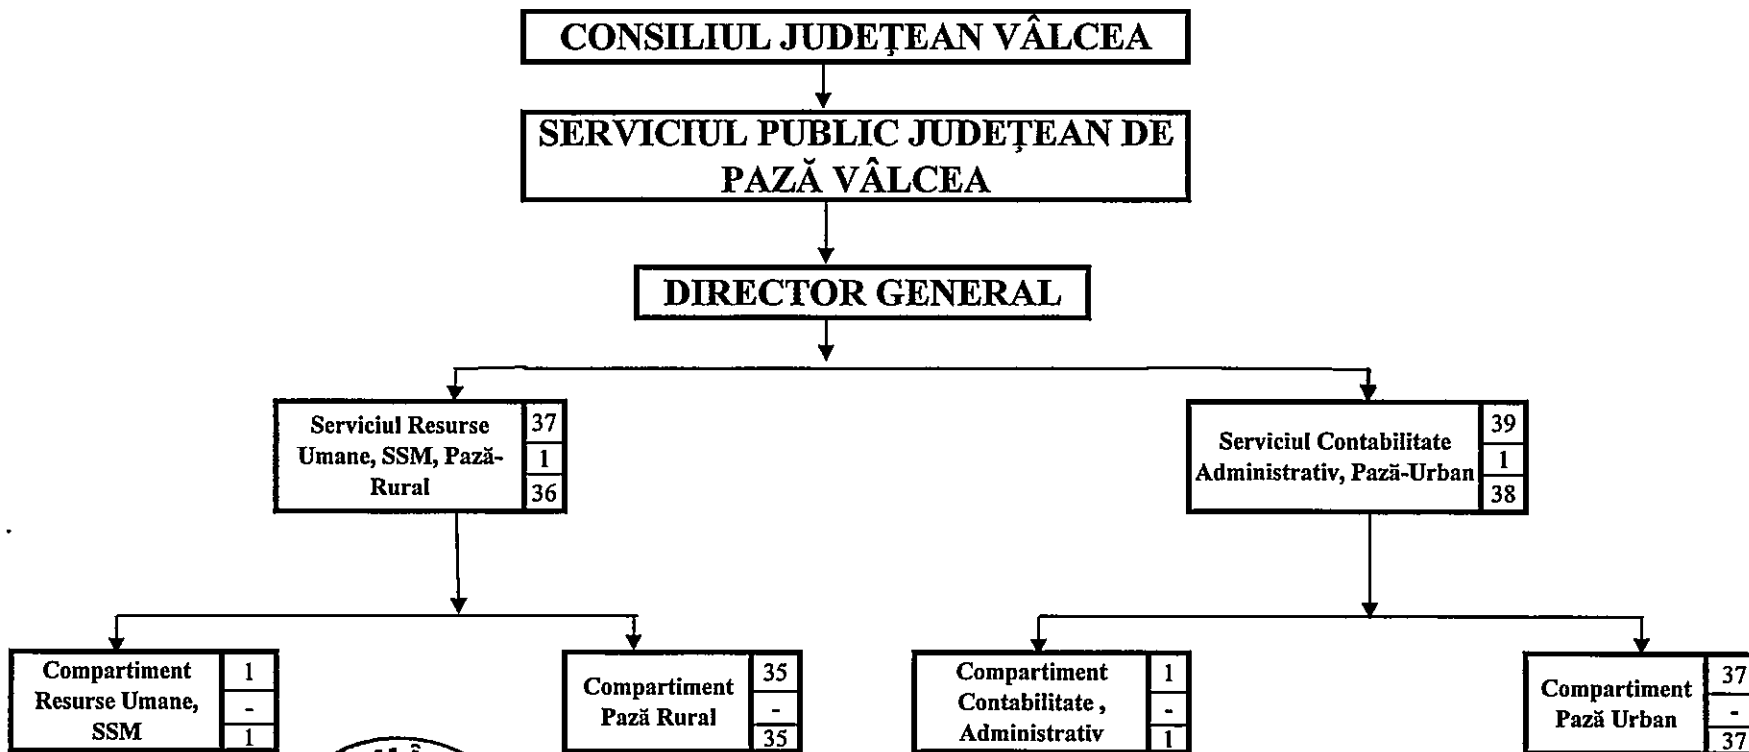 CONSILIUL JUDEŢEAN VÂLCEA
SERVICIUL PUBLIC JUDEŢEAN DE
PAZĂ VÂLCEA
DIRECTOR GENERAL
Serviciul Resurse
Umane, SSM, Pază-
Rural
37
1
36
Serviciul Contabilitate
Administrativ, Pază-Urban
39
1
38
Compartiment
Resurse Umane,
SSM
1
-
1
Compartiment
Pază Rural
35
-
35
Compartiment
Contabilitate ,
Administrativ
1
-
1
Compartiment
Pază Urban
37
-
37